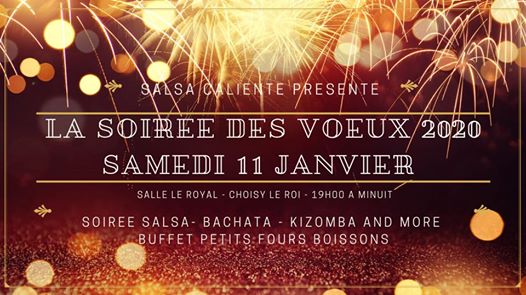 SALSA CALIENTE PRESENTE
LA SOIREE DES VOEUX 2020
SAMEDI 11 JANVIER
SALLE LE ROYAL - CHOISY LE ROI - 19H00 A MINUIT
SOIREE SALSA- BACHATA - KIZOMBA AND MORE
BUFFET PETITS FOURS BOISSONS